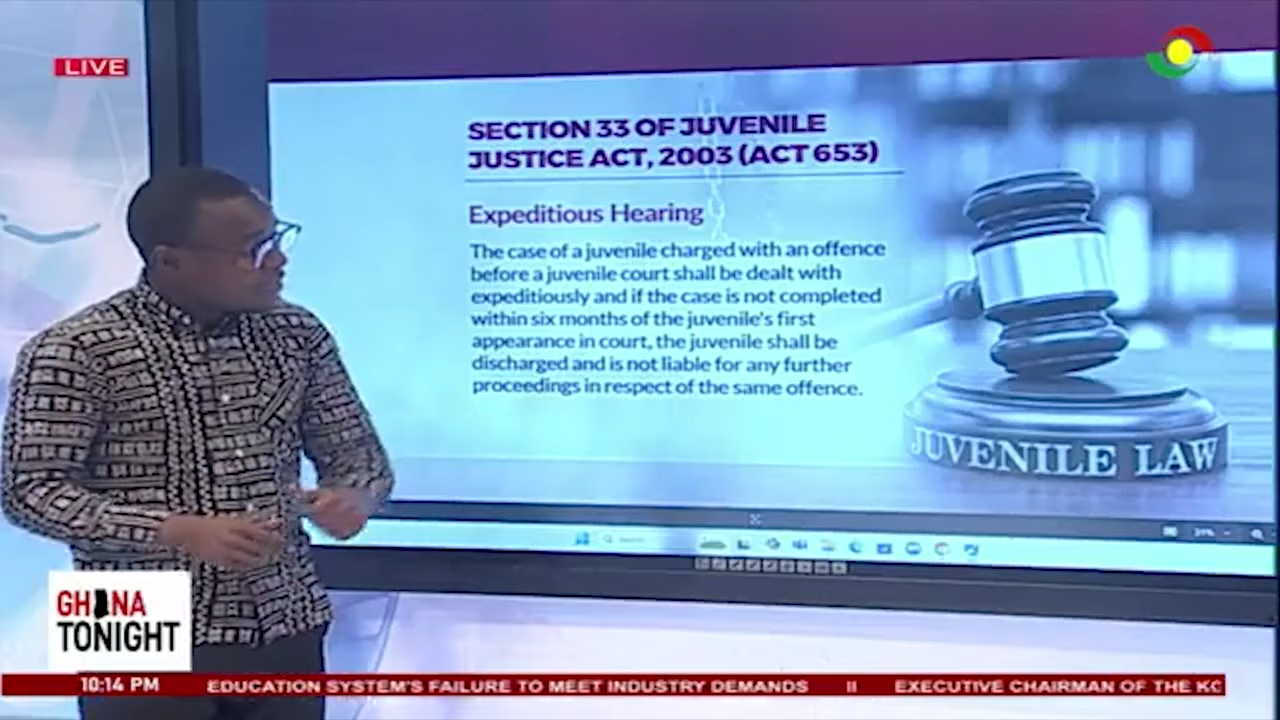 LIVE
SECTION 33 OF JUVENILE
JUSTICE ACT, 2003 (ACT 653)
Expeditious Hearing
The case of a juvenile charged with an offence
before a juvenile court shall be dealt with
expeditiously and if the case is not completed
within six months of the juvenile's first
appearance in court, the juvenile shall be
discharged and is not liable for any further
proceedings in respect of the same offence.
JUVENILE LAW
GHANA
TONIGHT
10:14 PM EDUCATION SYSTEM'S FAILURE TO MEET INDUSTRY DEMANDS II EXECUTIVE CHAIRMAN OF THE KC